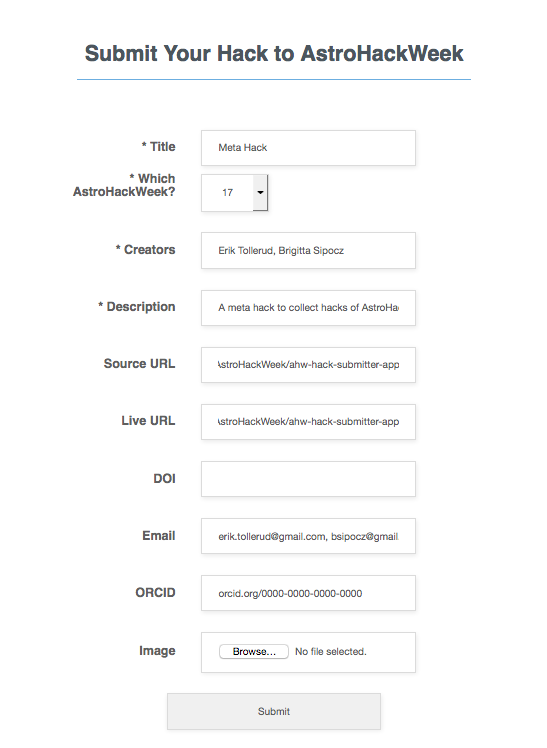 Submit Your Hack to AstroHackWeek
* Title
Meta Hack
* Which
AstroHackWeek?
17
* Creators
Erik Tollerud, Brigitta Sipocz
* Description
A meta hack to collect hacks of AstroHa
Source URL
AstroHackWeek/ahw-hack-submitter-app
Live URL
AstroHackWeek/ahw-hack-submitter-app
DOI
Email
erik.tollerud@gmail.com, bsipocz@gmail
ORCID
orcid.org/0000-0000-0000-0000
Image
Browse... No file selected.
Submit